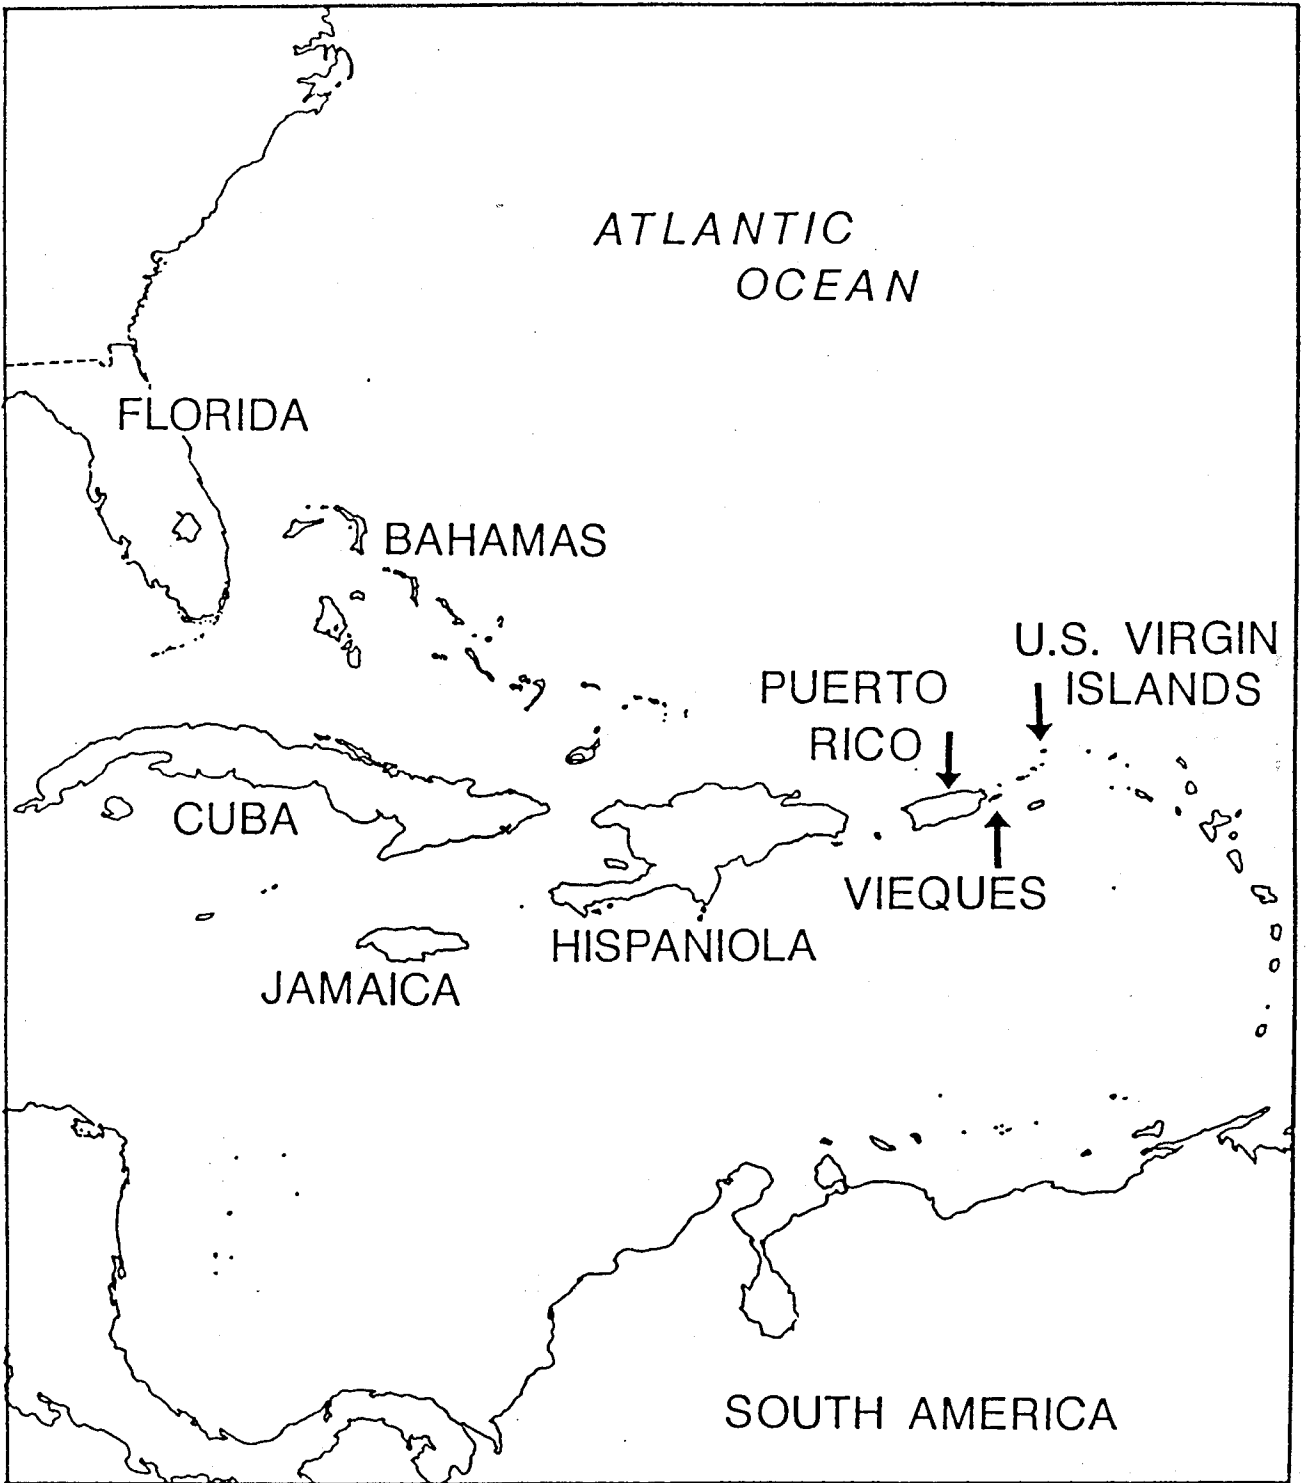 ATLANTIC
OCEAN
FLORIDA
BAHAMAS
U.S. VIRGIN
ISLANDS
PUERTO
RICO
CUBA
VIEQUES
HISPANIOLA
JAMAICA
SOUTH AMERICA